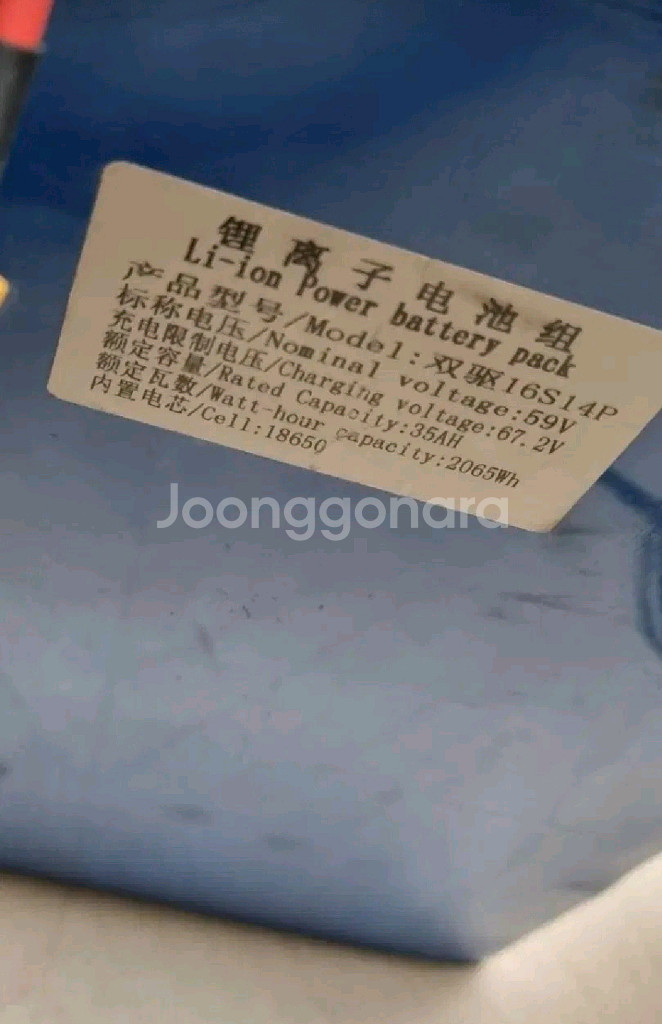 锂离子电池组
Li-ion Power battery pack
产品型号/Model:双驱16S14P
标称电压/Nominal voltage:59V
充电限制电压/Charging voltage:67.2V
额定容量/Rated Capacity:35AH
额定瓦数/Watt-hour capacity:2065Wh
内置电芯/Cell:18650
Joonggonara